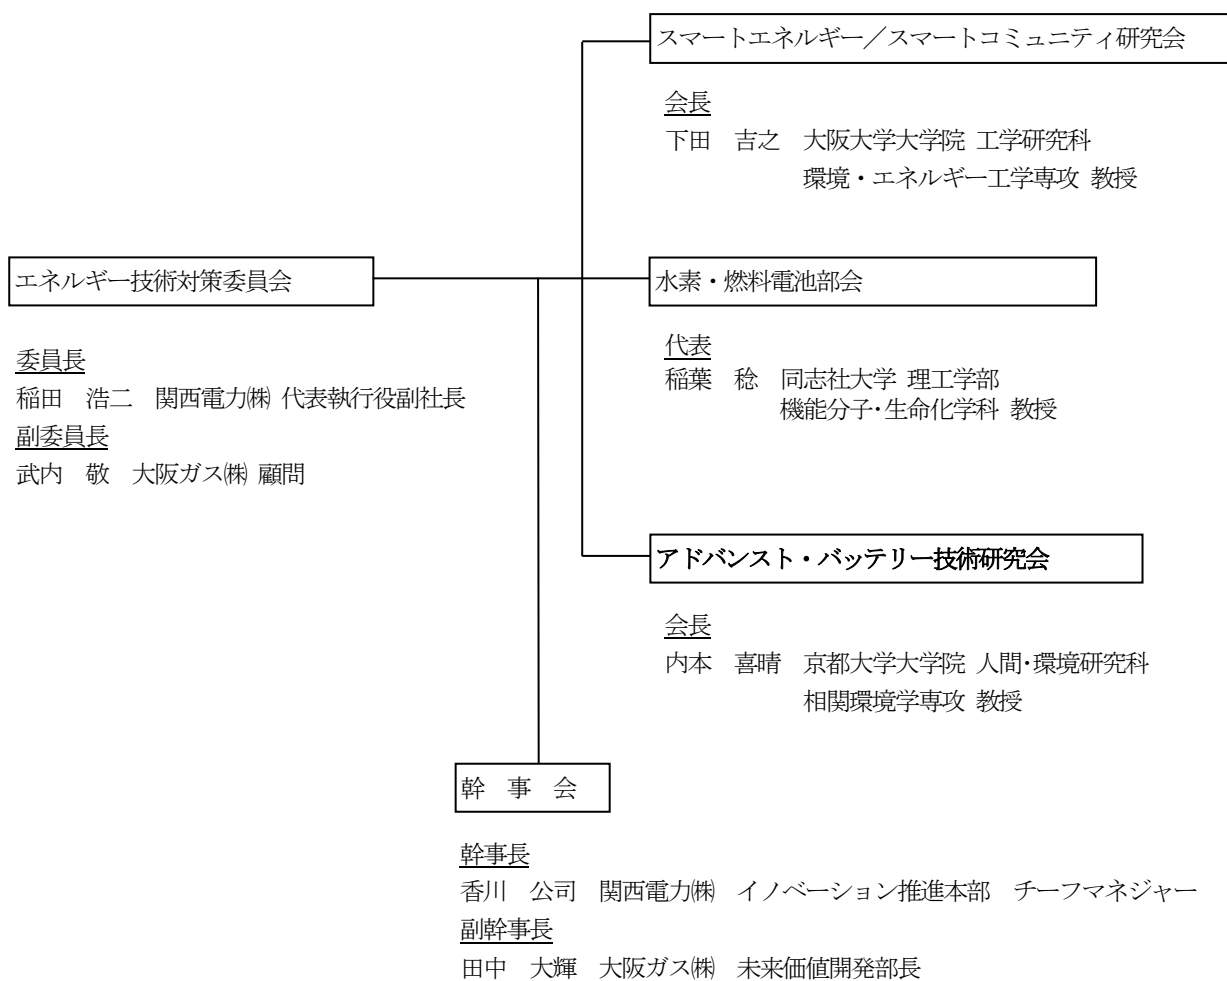 スマートエネルギー／スマートコミュニティ研究会
会長
下田　吉之　大阪大学大学院 工学研究科
環境・エネルギー工学専攻 教授
エネルギー技術対策委員会
委員長
稲田　浩二　関西電力㈱ 代表執行役副社長
副委員長
武内　敬　大阪ガス㈱ 顧問
水素・燃料電池部会
代表
稲葉　稔　同志社大学 理工学部
機能分子･生命化学科 教授
アドバンスト・バッテリー技術研究会
会長
内本　喜晴　京都大学大学院 人間･環境研究科
相関環境学専攻 教授
幹　事　会
幹事長
香川　公司　関西電力㈱　イノベーション推進本部　チーフマネジャー
副幹事長
田中　大輝　大阪ガス㈱　未来価値開発部長